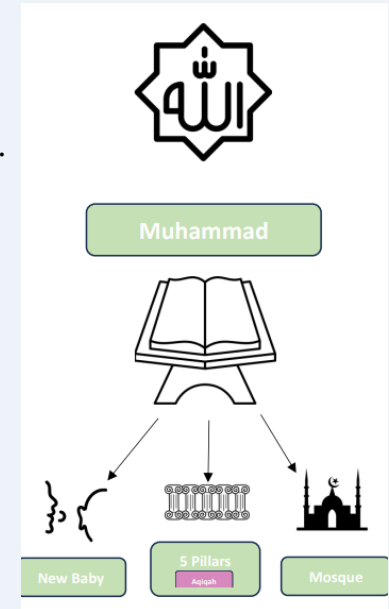 الله
Muhammad
New Baby
5 Pillars
Aqiqah
Mosque